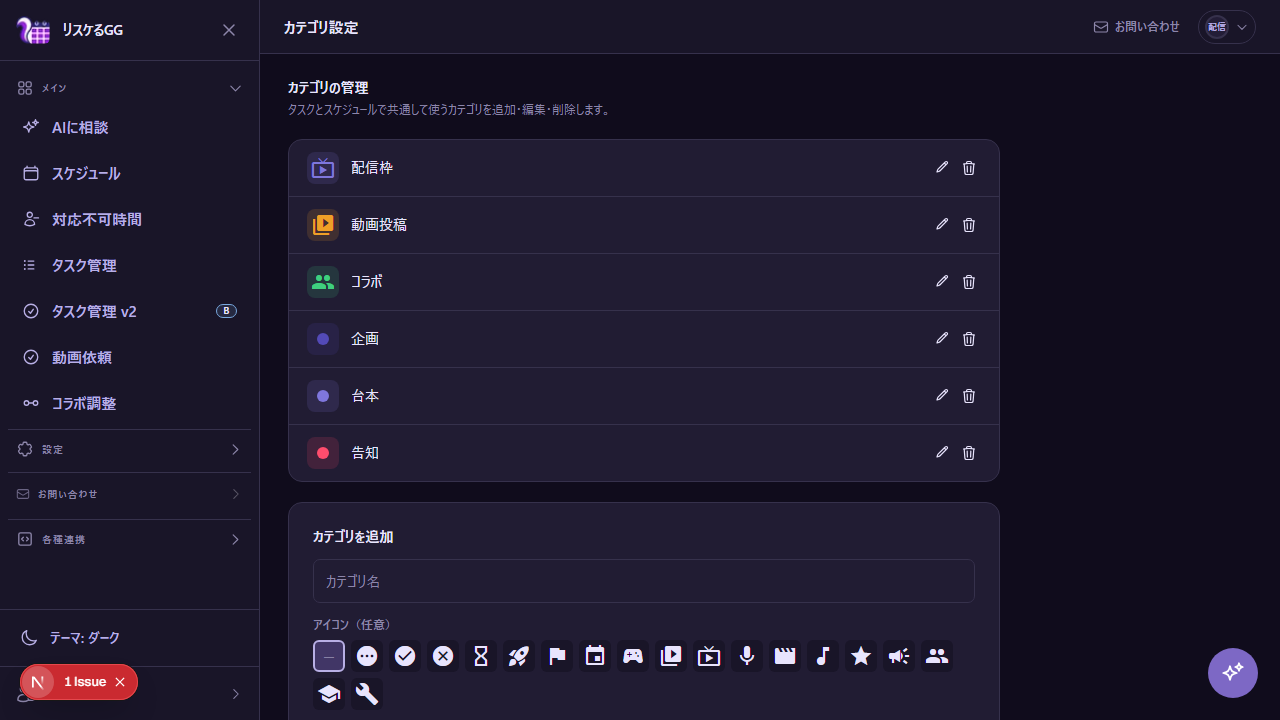 リスケるGG
メイン
AIに相談
スケジュール
対応不可時間
タスク管理
タスク管理 v2
B
動画依頼
コラボ調整
設定
お問い合わせ
各種連携
テーマ: ダーク
1 Issue
カテゴリ設定
お問い合わせ
配信
カテゴリの管理
タスクとスケジュールで共通して使うカテゴリを追加・編集・削除します。
配信枠
動画投稿
コラボ
企画
台本
告知
カテゴリを追加
カテゴリ名
アイコン（任意）